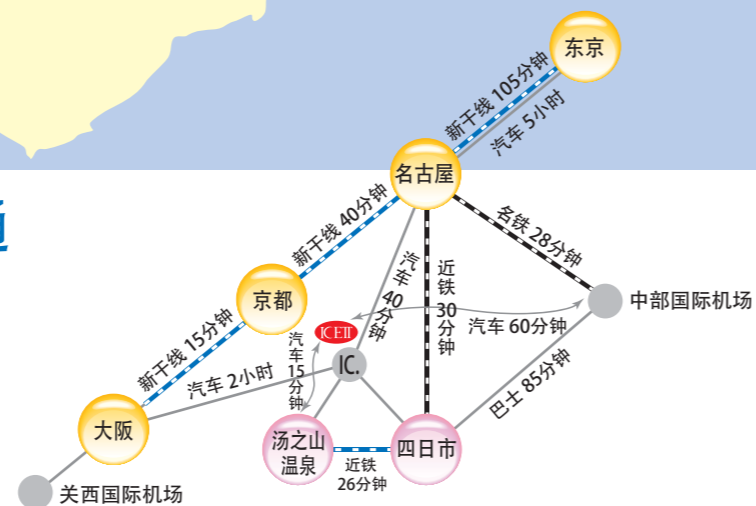 东京
新干线 105分钟
汽车 5小时
名古屋
通
新干线 40分钟
名铁 28分钟
汽车 40分钟
近铁 30分钟
京都
中部国际机场
ICETT
汽车 60分钟
新干线 15分钟
汽车15分钟
IC.
汽车 2小时
巴士 85分钟
大阪
汤之山
温泉
四日市
近铁
26分钟
关西国际机场